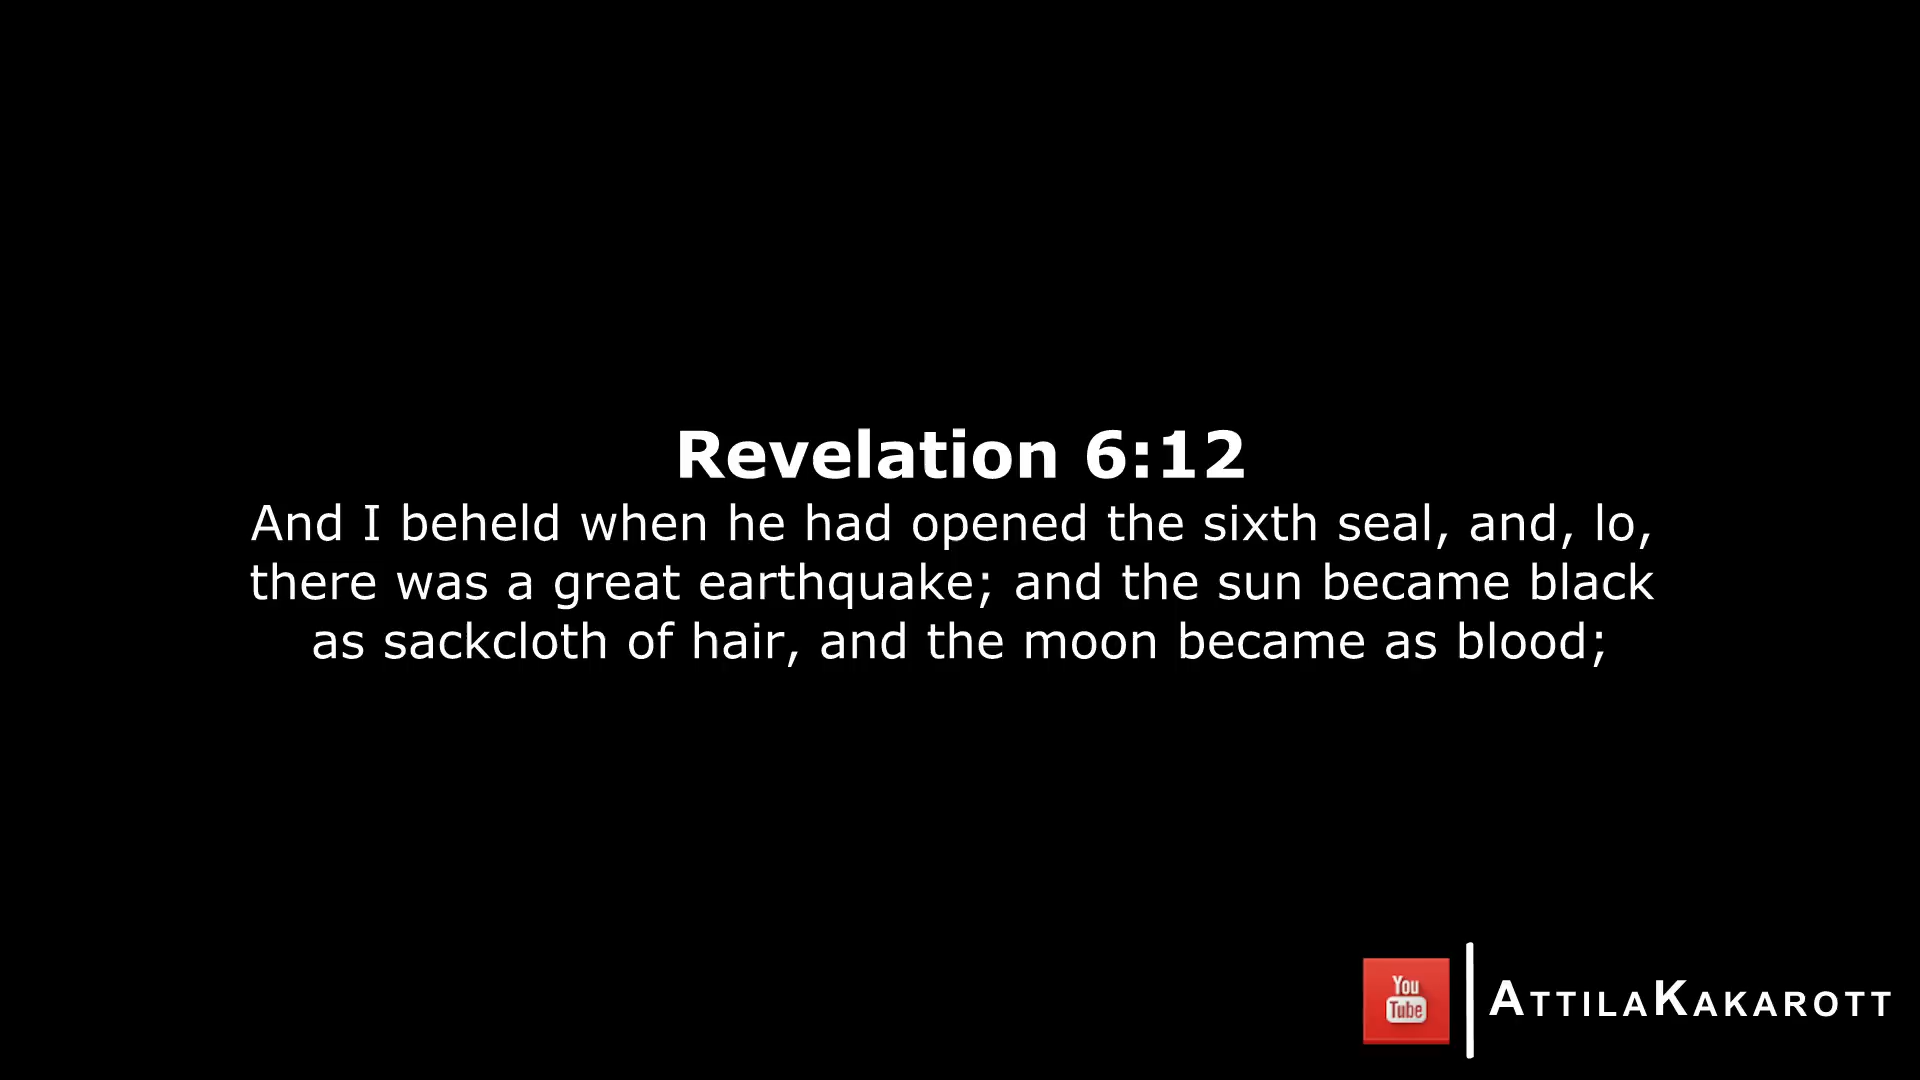 Revelation 6:12
And I beheld when he had opened the sixth seal, and, lo,
there was a great earthquake; and the sun became black
as sackcloth of hair, and the moon became as blood;
You
Tube
AttilaKakarott